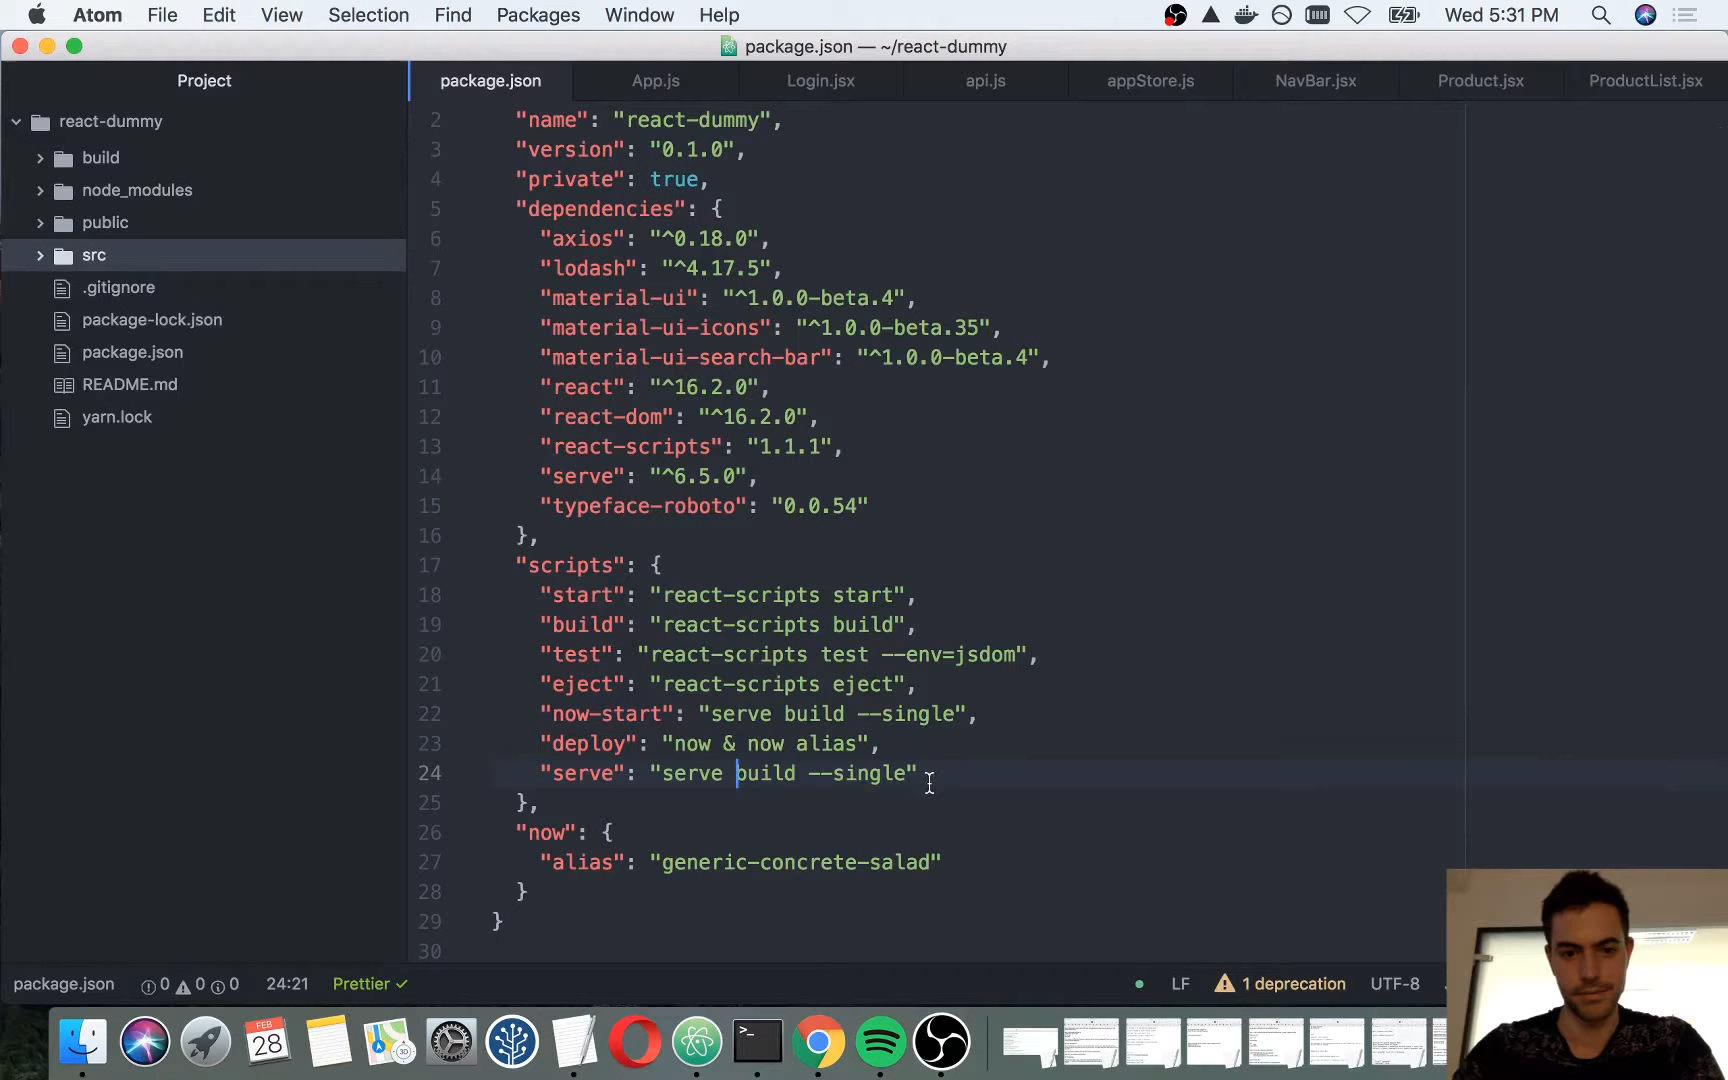 Atom File Edit View Selection Find Packages Window Help Wed 5:31 PM
package.json — ~/react-dummy
Project
package.json App.js Login.jsx api.js appStore.js NavBar.jsx Product.jsx ProductList.jsx
react-dummy
build
node_modules
public
src
.gitignore
package-lock.json
package.json
README.md
yarn.lock
2 "name": "react-dummy",
3 "version": "0.1.0",
4 "private": true,
5 "dependencies": {
6 "axios": "^0.18.0",
7 "lodash": "^4.17.5",
8 "material-ui": "^1.0.0-beta.4",
9 "material-ui-icons": "^1.0.0-beta.35",
10 "material-ui-search-bar": "^1.0.0-beta.4",
11 "react": "^16.2.0",
12 "react-dom": "^16.2.0",
13 "react-scripts": "1.1.1",
14 "serve": "^6.5.0",
15 "typeface-roboto": "0.0.54"
16 },
17 "scripts": {
18 "start": "react-scripts start",
19 "build": "react-scripts build",
20 "test": "react-scripts test --env=jsdom",
21 "eject": "react-scripts eject",
22 "now-start": "serve build --single",
23 "deploy": "now & now alias",
24 "serve": "serve build --single"
25 },
26 "now": {
27 "alias": "generic-concrete-salad"
28 }
29 }
30
package.json 0 0 0 24:21 Prettier ✓ LF 1 deprecation UTF-8
FEB
28